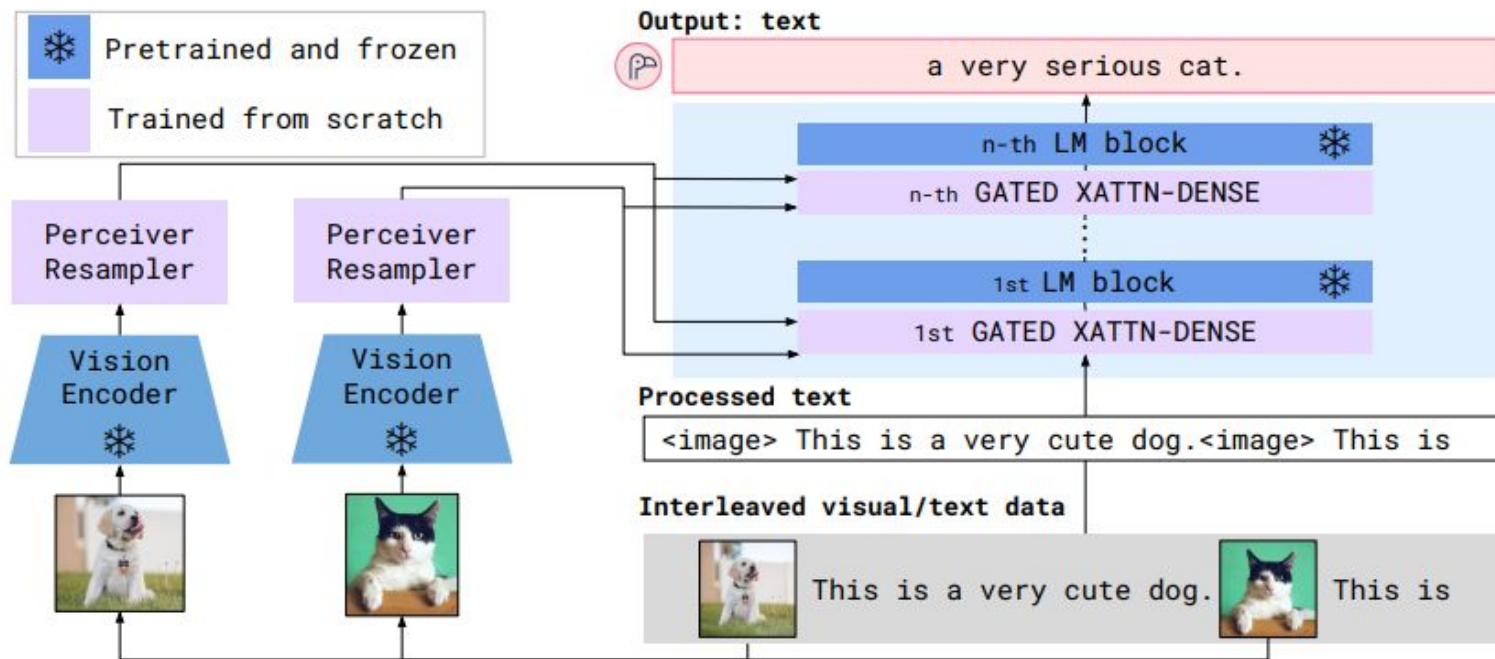 Pretrained and frozen
Trained from scratch
Output: text
a very serious cat.
n-th LM block
n-th GATED XATTN-DENSE
1st LM block
1st GATED XATTN-DENSE
Perceiver
Resampler
Perceiver
Resampler
Vision
Encoder
Vision
Encoder
Processed text
<image> This is a very cute dog.<image> This is
Interleaved visual/text data
This is a very cute dog.
This is